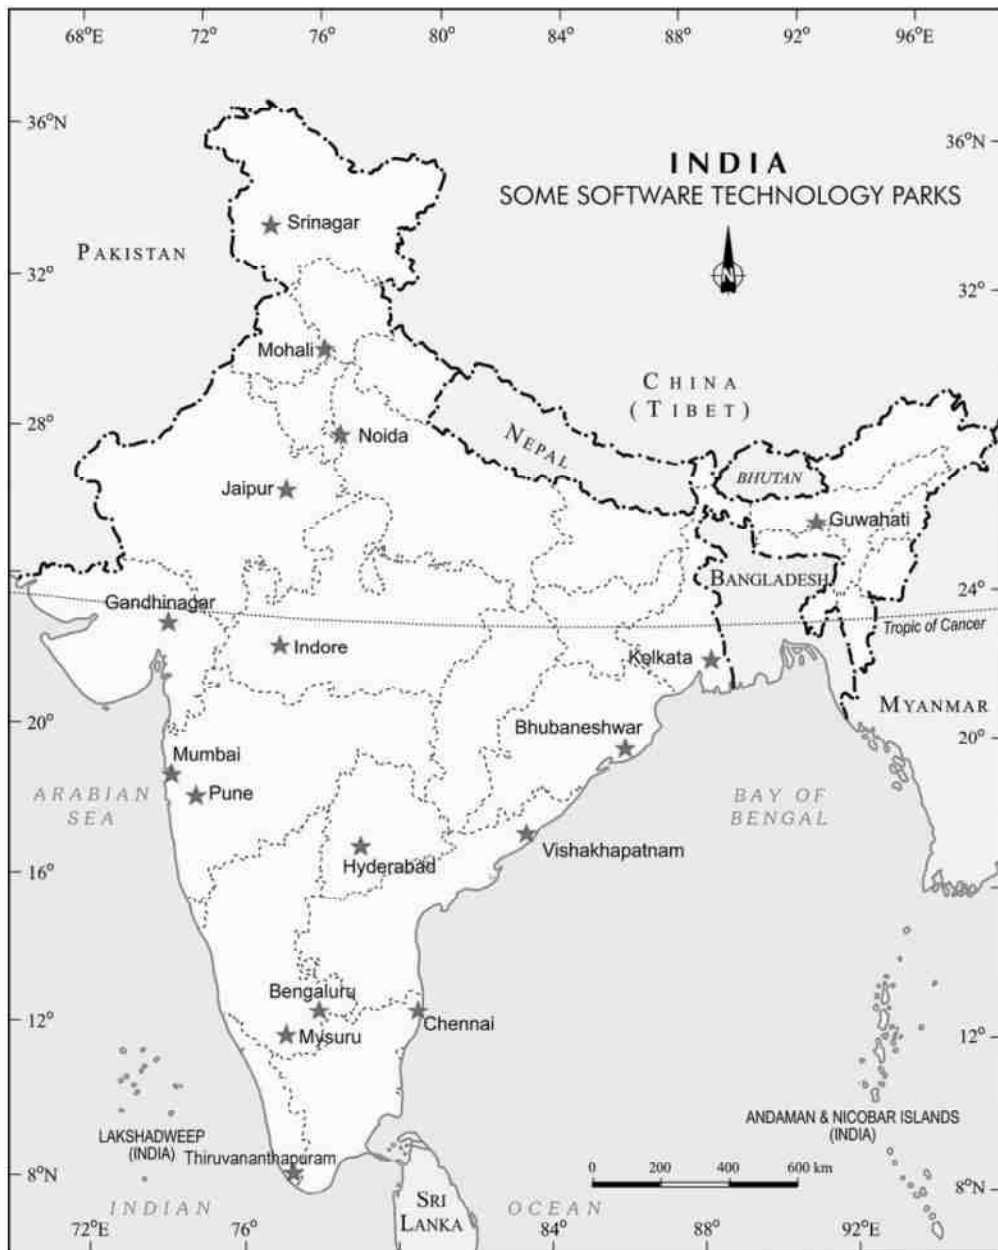 68°E 72° 76° 80° 84° 88° 92° 96°E
36°N
36°N
INDIA
SOME SOFTWARE TECHNOLOGY PARKS
N
Srinagar
PAKISTAN
32°
32°
Mohali
CHINA
(TIBET)
28°
28°
Noida
NEPAL
BHUTAN
Jaipur
Guwahati
BANGLADESH
24°
24°
Gandhinagar
Tropic of Cancer
Indore
Kolkata
MYANMAR
20°
20°
Bhubaneshwar
Mumbai
Pune
ARABIAN
SEA
BAY OF
BENGAL
Vishakhapatnam
Hyderabad
16°
16°
Bengaluru
Chennai
Mysuru
12°
12°
ANDAMAN & NICOBAR ISLANDS
(INDIA)
LAKSHADWEEP
(INDIA)
Thiruvananthapuram
0 200 400 600 km
8°N
8°N
SRI
LANKA
INDIAN OCEAN
72°E 76° 84° 88° 92°E